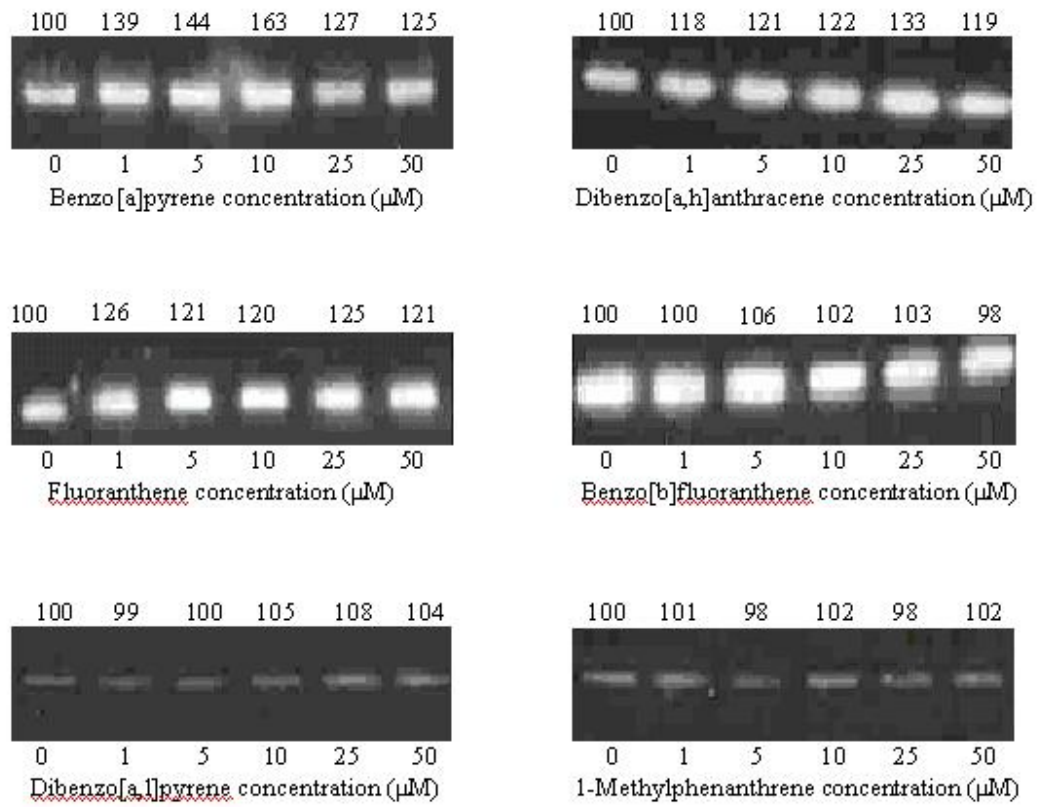 100 139 144 163 127 125
0 1 5 10 25 50
Benzo[a]pyrene concentration (µM)
100 118 121 122 133 119
0 1 5 10 25 50
Dibenzo[a,h]anthracene concentration (µM)
100 126 121 120 125 121
0 1 5 10 25 50
Fluoranthene concentration (µM)
100 100 106 102 103 98
0 1 5 10 25 50
Benzo[b]fluoranthene concentration (µM)
100 99 100 105 108 104
0 1 5 10 25 50
Dibenzo[a,l]pyrene concentration (µM)
100 101 98 102 98 102
0 1 5 10 25 50
1-Methylphenanthrene concentration (µM)